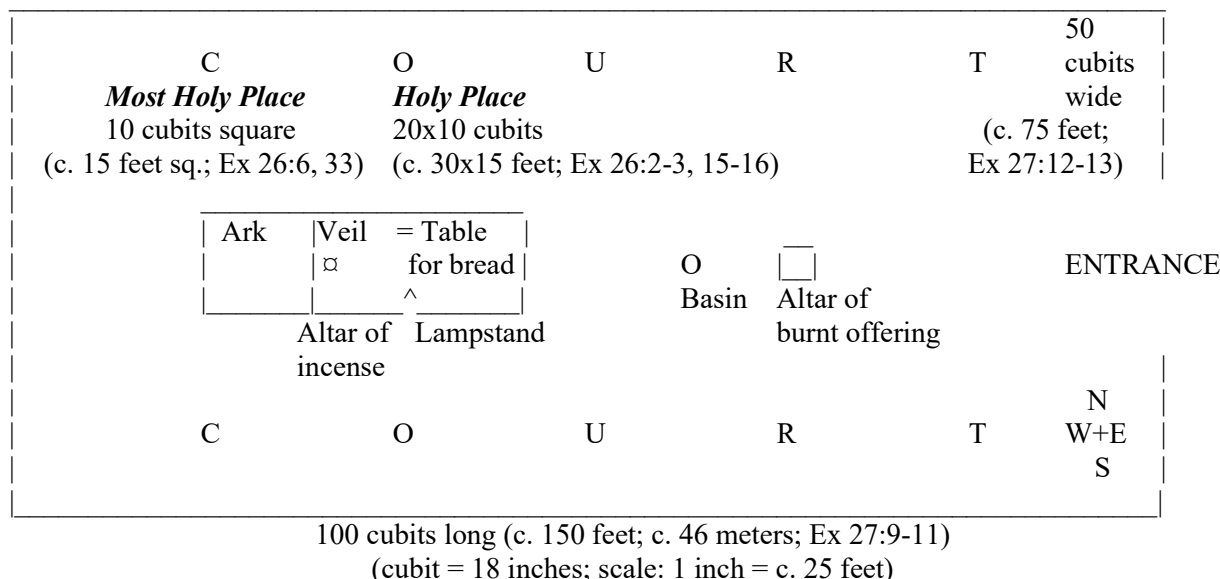 50
C O U R T cubits
Most Holy Place Holy Place wide
10 cubits square 20x10 cubits (c. 75 feet;
(c. 15 feet sq.; Ex 26:6, 33) (c. 30x15 feet; Ex 26:2-3, 15-16) Ex 27:12-13)
Ark Veil = Table
¤ for bread O ENTRANCE
^ Basin Altar of
Altar of Lampstand burnt offering
incense
N
C O U R T W+E
S
100 cubits long (c. 150 feet; c. 46 meters; Ex 27:9-11)
(cubit = 18 inches; scale: 1 inch = c. 25 feet)